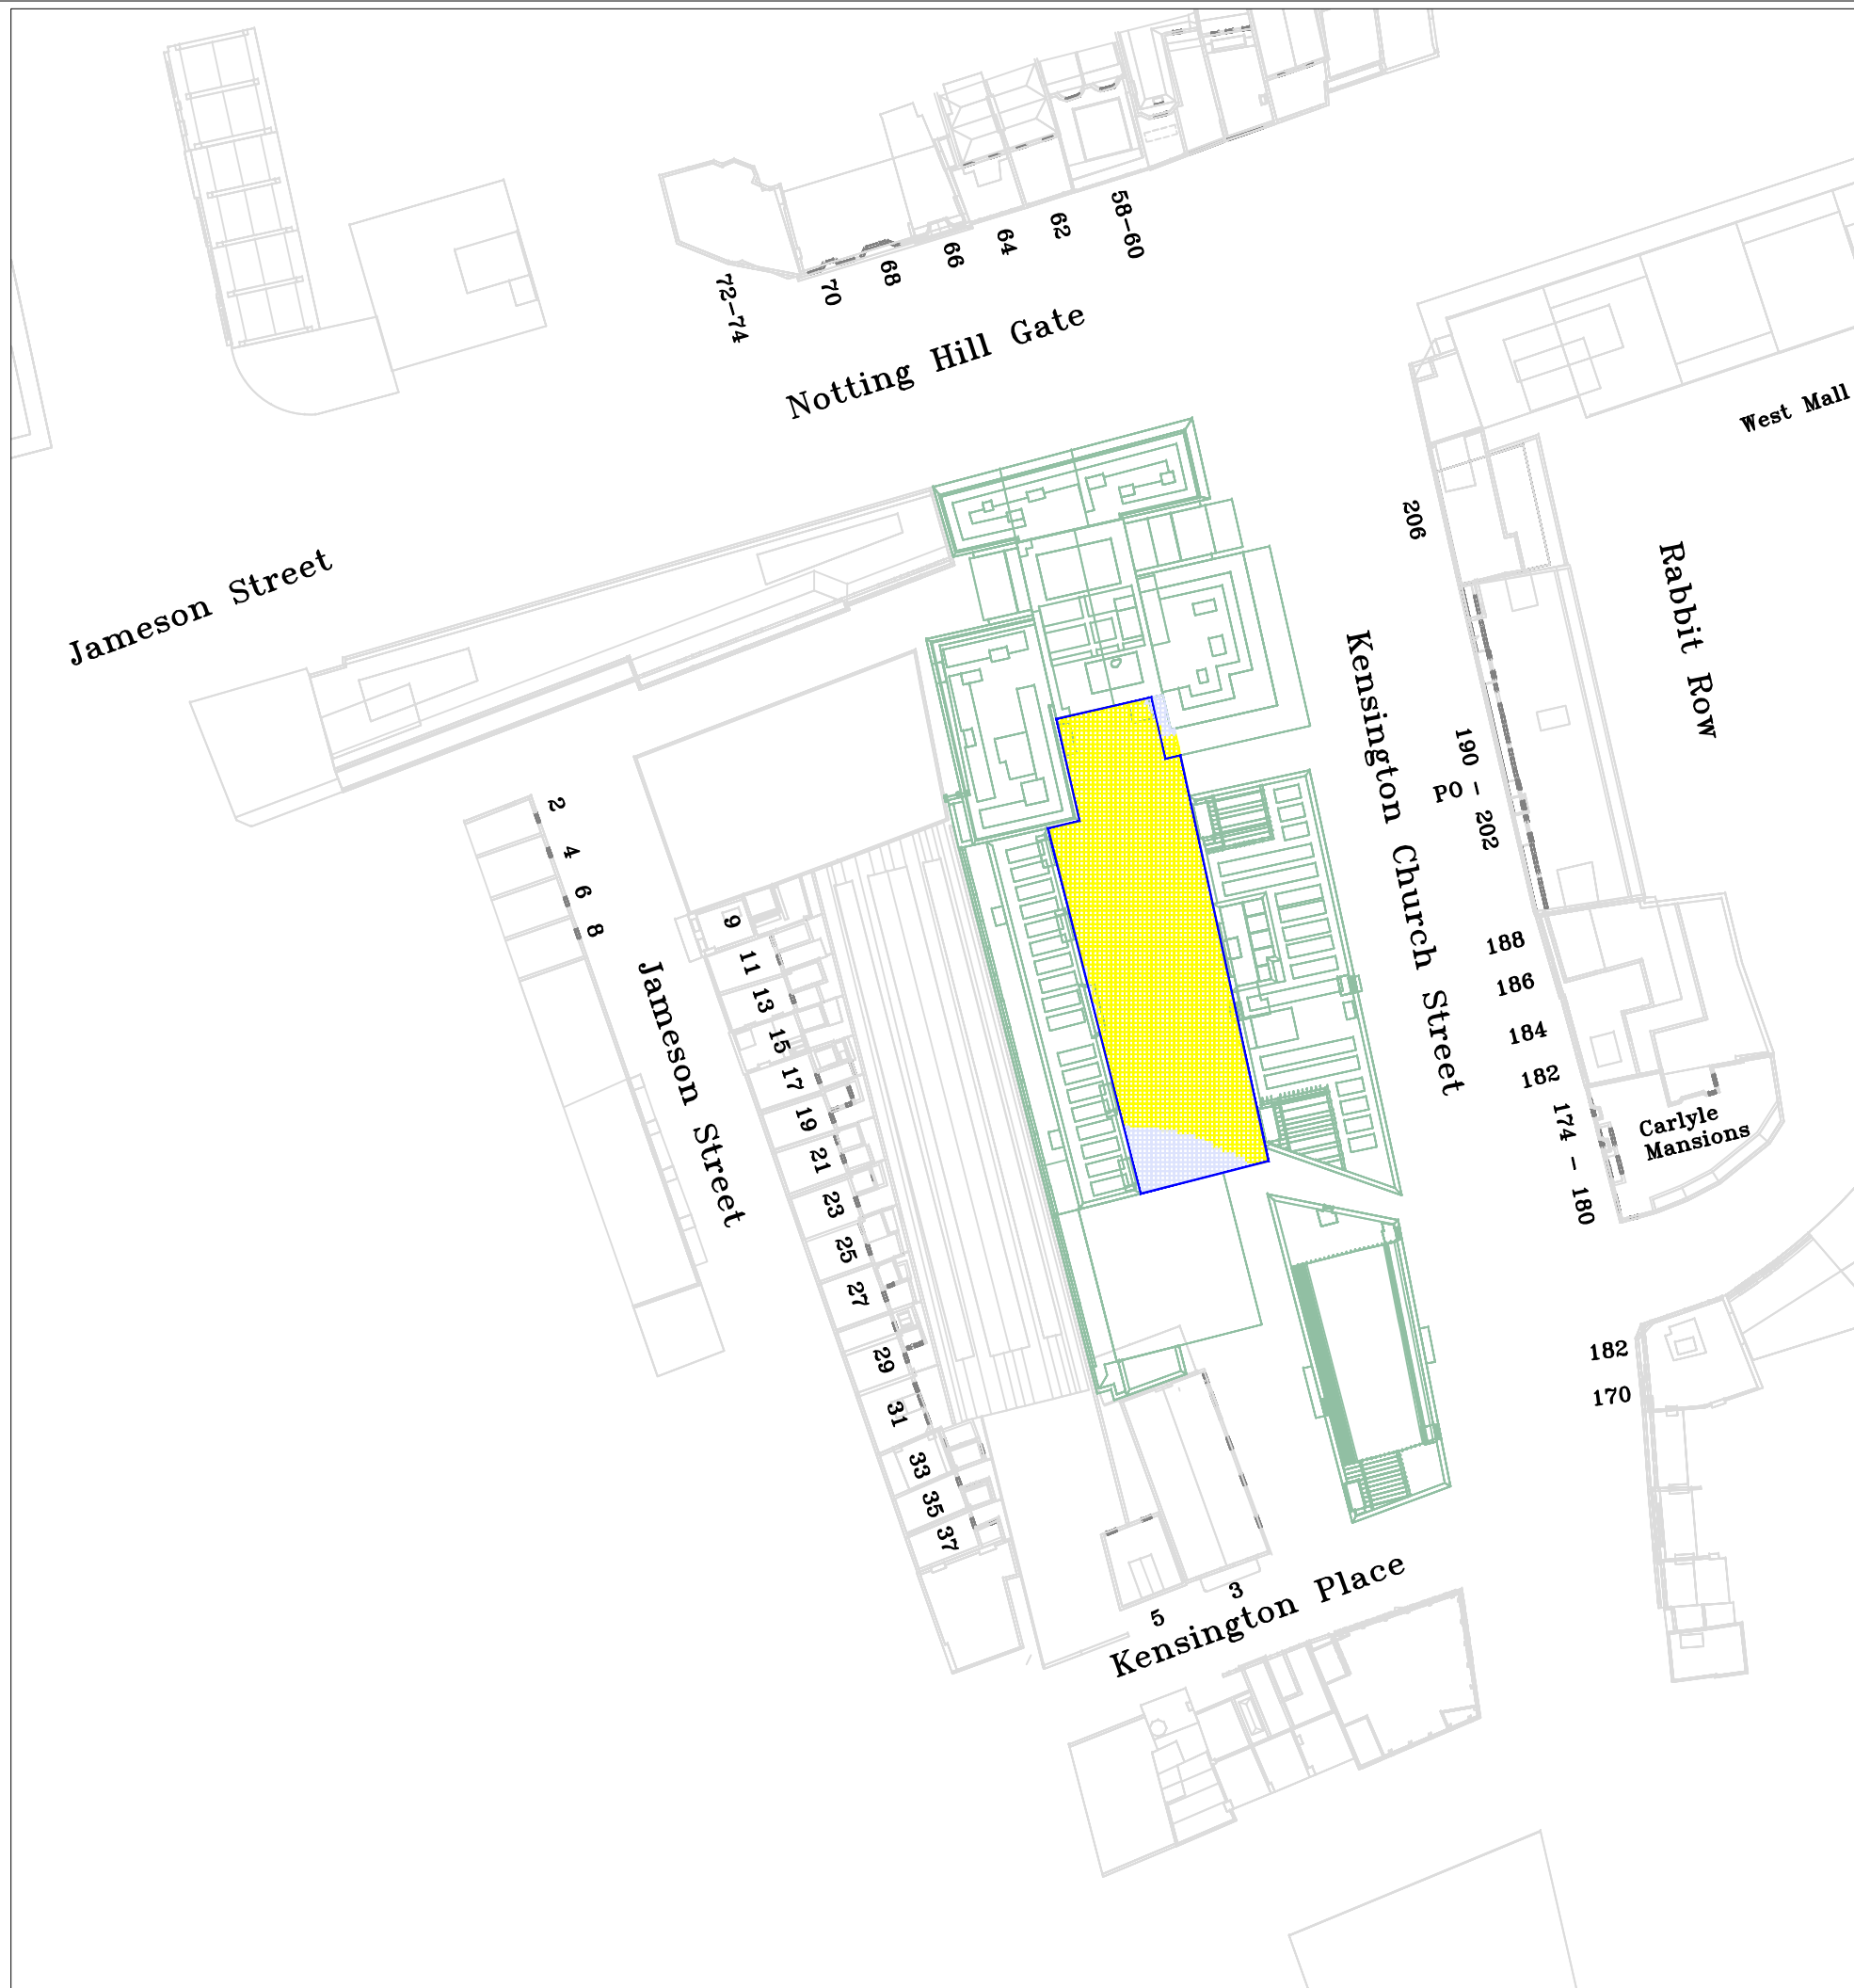 58-60
62
64
66
68
70
72-74
Notting Hill Gate
West Mall
206
Jameson Street
Rabbit Row
Kensington Church Street
190 - 202
PO
2
4
6
8
Jameson Street
9
11
13
15
17
19
21
23
25
27
29
31
33
35
37
188
186
184
182
174 - 180
Carlyle
Mansions
182
170
3
5
Kensington Place